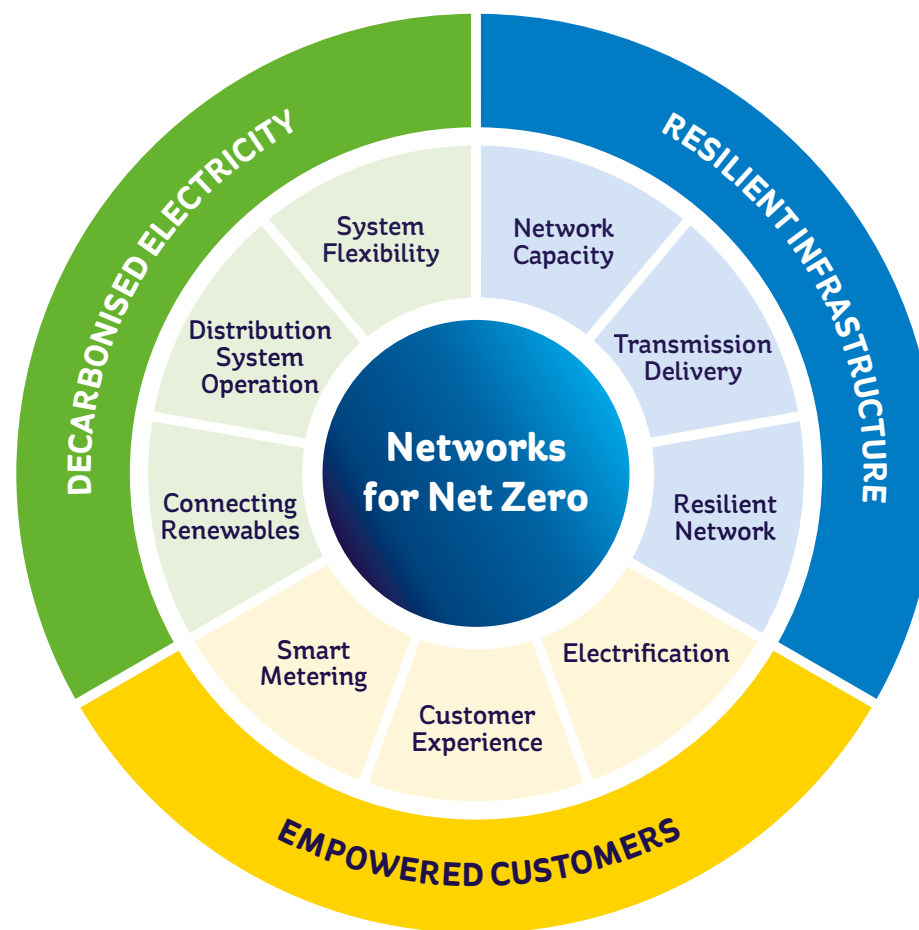 DECARBONISED ELECTRICITY
RESILIENT INFRASTRUCTURE
System
Flexibility
Network
Capacity
Distribution
System
Operation
Transmission
Delivery
Networks
for Net Zero
Connecting
Renewables
Resilient
Network
Smart
Metering
Electrification
Customer
Experience
EMPOWERED CUSTOMERS